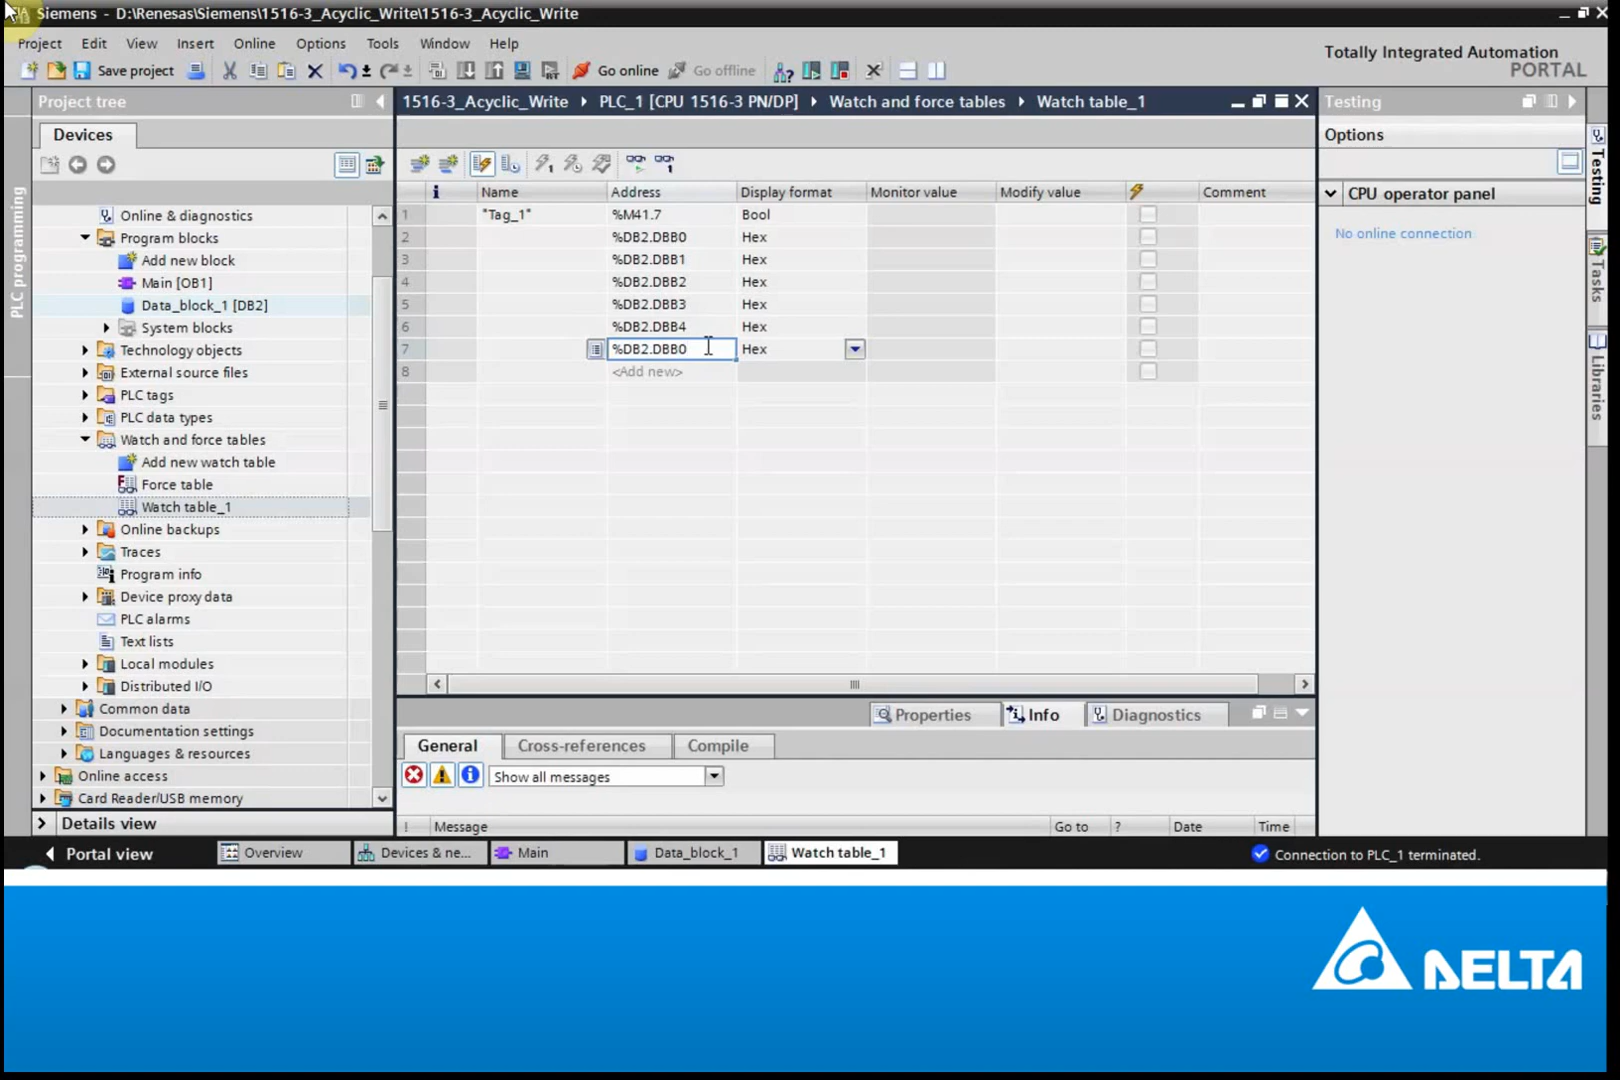 Siemens - D:\Renesas\Siemens\1516-3_Acyclic_Write\1516-3_Acyclic_Write
Project Edit View Insert Online Options Tools Window Help
Totally Integrated Automation
PORTAL
Save project Go online Go offline
Project tree
1516-3_Acyclic_Write PLC_1 [CPU 1516-3 PN/DP] Watch and force tables Watch table_1
Testing
Devices
Options
PLC programming
Testing
Tasks
Libraries
i Name Address Display format Monitor value Modify value Comment
1 "Tag_1" %M41.7 Bool
2 %DB2.DBB0 Hex
3 %DB2.DBB1 Hex
4 %DB2.DBB2 Hex
5 %DB2.DBB3 Hex
6 %DB2.DBB4 Hex
7 %DB2.DBB0 Hex
8 <Add new>
CPU operator panel
No online connection
Online & diagnostics
Program blocks
Add new block
Main [OB1]
Data_block_1 [DB2]
System blocks
Technology objects
External source files
PLC tags
PLC data types
Watch and force tables
Add new watch table
Force table
Watch table_1
Online backups
Traces
Program info
Device proxy data
PLC alarms
Text lists
Local modules
Distributed I/O
Common data
Documentation settings
Languages & resources
Online access
Card Reader/USB memory
Details view
Properties Info Diagnostics
General Cross-references Compile
Show all messages
! Message Go to ? Date Time
Portal view Overview Devices & ne... Main Data_block_1 Watch table_1 Connection to PLC_1 terminated.
DELTA